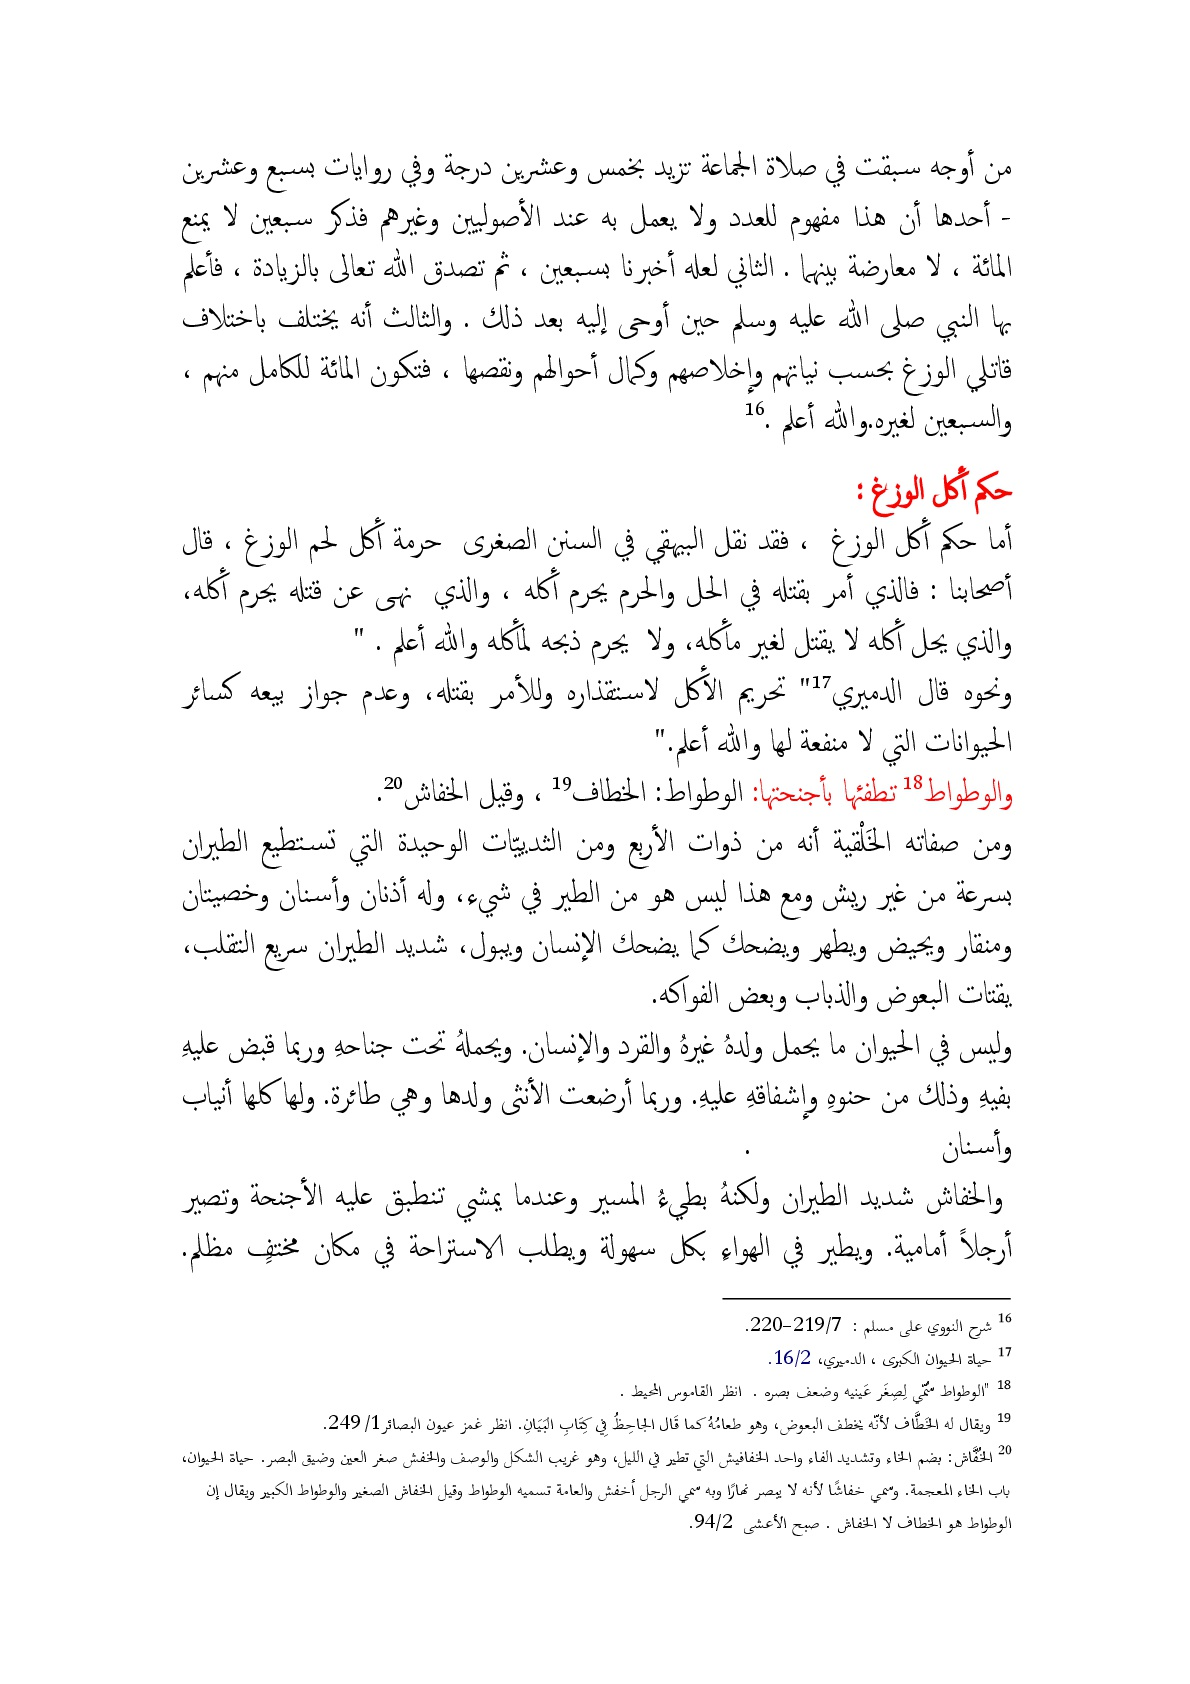 من أوجه سبقت في صلاة الجماعة تزيد بخمس وعشرين درجة وفي روايات بسبع وعشرين
- أحدها أن هذا مفهوم للعدد ولا يعمل به عند الأصوليين وغيرهم فذكر سبعين لا يمنع
المائة ، لا معارضة بينهما . الثاني لعله أخبرنا بسبعين ، ثم تصدق الله تعالى بالزيادة ، فأعلم
بها النبي صلى الله عليه وسلم حين أوحى إليه بعد ذلك . والثالث أنه يختلف باختلاف
قاتلي الوزغ بحسب نياتهم وإخلاصهم وكمال أحوالهم ونقصها ، فتكون المائة للكامل منهم ،
والسبعين لغيره.والله أعلم .16
حكم أكل الوزغ :
أما حكم أكل الوزغ ، فقد نقل البيهقي في السنن الصغرى حرمة أكل لحم الوزغ ، قال
أصحابنا : فالذي أمر بقتله في الحل والحرم يحرم أكله ، والذي نهى عن قتله يحرم أكله،
والذي يحل أكله لا يقتل لغير مأكله، ولا يحرم ذبحه لمأكله والله أعلم . "
ونحوه قال الدميري17" تحريم الأكل لاستقذاره وللأمر بقتله، وعدم جواز بيعه كسائر
الحيوانات التي لا منفعة لها والله أعلم."
والوطواط18 تطفئها بأجنحتها: الوطواط: الخطاف19 ، وقيل الخفاش20.
ومن صفاته الخَلْقية أنه من ذوات الأربع ومن الثدييّات الوحيدة التي تستطيع الطيران
بسرعة من غير ريش ومع هذا ليس هو من الطير في شيء، وله أذنان وأسنان وخصيتان
ومنقار ويحيض ويطهر ويضحك كما يضحك الإنسان ويبول، شديد الطيران سريع التقلب،
يقتات البعوض والذباب وبعض الفواكه.
وليس في الحيوان ما يحمل ولدهُ غيرهُ والقرد والإنسان. ويحملهُ تحت جناحهِ وربما قبض عليهِ
بفيهِ وذلك من حنوهِ وإشفاقهِ عليهِ. وربما أرضعت الأنثى ولدها وهي طائرة. ولها كلها أنياب
وأسنان .
والخفاش شديد الطيران ولكنهُ بطيءُ المسير وعندما يمشي تنطبق عليه الأجنحة وتصير
أرجلاً أمامية. ويطير في الهواءِ بكل سهولة ويطلب الاستراحة في مكان مختفٍ مظلم.
16 شرح النووي على مسلم : 219/7–220.
17 حياة الحيوان الكبرى ، الدميري، 16/2.
18 "الوطواط سُمّي لِصِغَر عَينيه وضعف بصره . انظر القاموس المحيط .
19 ويقال له الخَطَّاف لأنّه يخطف البعوض، وهو طعامُهُ كما قَال الجاحِظُ فِي كِتَابِ البَيَانِ. انظر غمز عيون البصائر1/ 249.
20 الخُفَّاش: بضم الخاء وتشديد الفاء واحد الخفافيش التي تطير في الليل، وهو غريب الشكل والوصف والخفش صغر العين وضيق البصر. حياة الحيوان،
باب الخاء المعجمة. وسمي خفاشًا لأنه لا يبصر نهارًا وبه سمي الرجل أخفش والعامة تسميه الوطواط وقيل الخفاش الصغير والوطواط الكبير ويقال إن
الوطواط هو الخطاف لا الخفاش . صبح الأعشى 94/2.